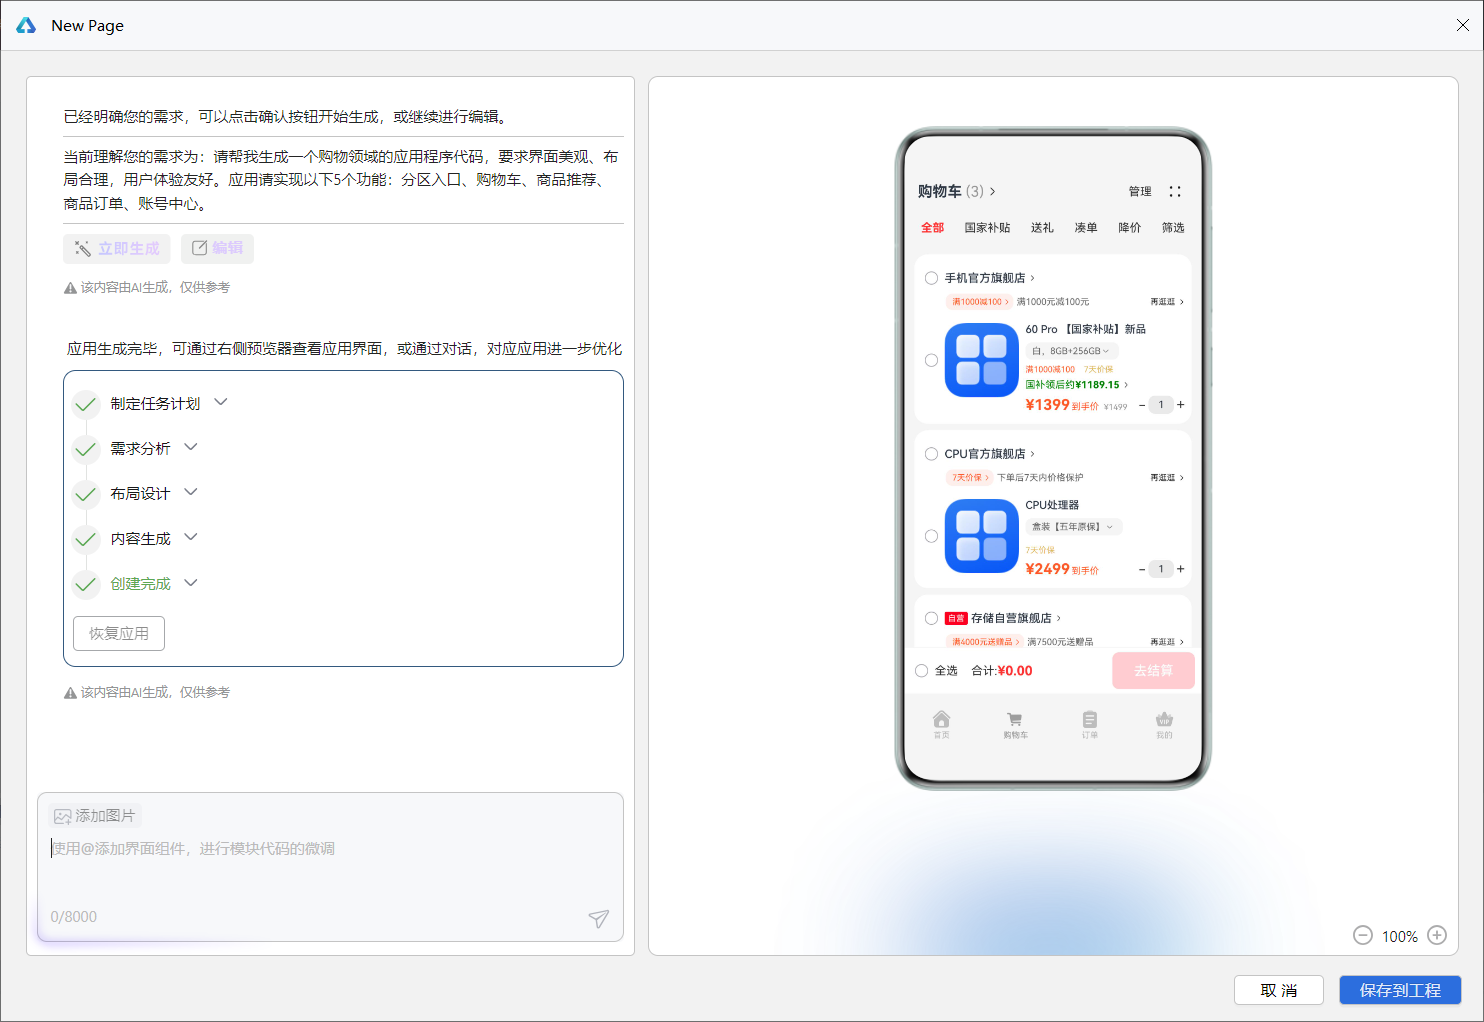 New Page
已经明确您的需求，可以点击确认按钮开始生成，或继续进行编辑。
当前理解您的需求为：请帮我生成一个购物领域的应用程序代码，要求界面美观、布
局合理，用户体验友好。应用请实现以下5个功能：分区入口、购物车、商品推荐、
商品订单、账号中心。
立即生成
编辑
该内容由AI生成，仅供参考
应用生成完毕，可通过右侧预览器查看应用界面，或通过对话，对应应用进一步优化
制定任务计划
需求分析
布局设计
内容生成
创建完成
恢复应用
该内容由AI生成，仅供参考
添加图片
使用@添加界面组件，进行模块代码的微调
0/8000
购物车 (3) >
管理
全部 国家补贴 送礼 凑单 降价 筛选
手机官方旗舰店 >
满1000减100 > 满1000元减100元 再逛逛 >
60 Pro 【国家补贴】新品
白，8GB+256GB
满1000减100 7天价保
国补领后约¥1189.15 >
¥1399到手价 ¥1499 − 1 +
CPU官方旗舰店 >
7天价保 > 下单后7天内价格保护 再逛逛 >
CPU处理器
盒装【五年原保】
7天价保
¥2499到手价 − 1 +
自营 存储自营旗舰店 >
满4000元送赠品 > 满7500元送赠品 再逛逛 >
全选 合计:¥0.00 去结算
首页 购物车 订单 VIP 我的
100%
取 消
保存到工程